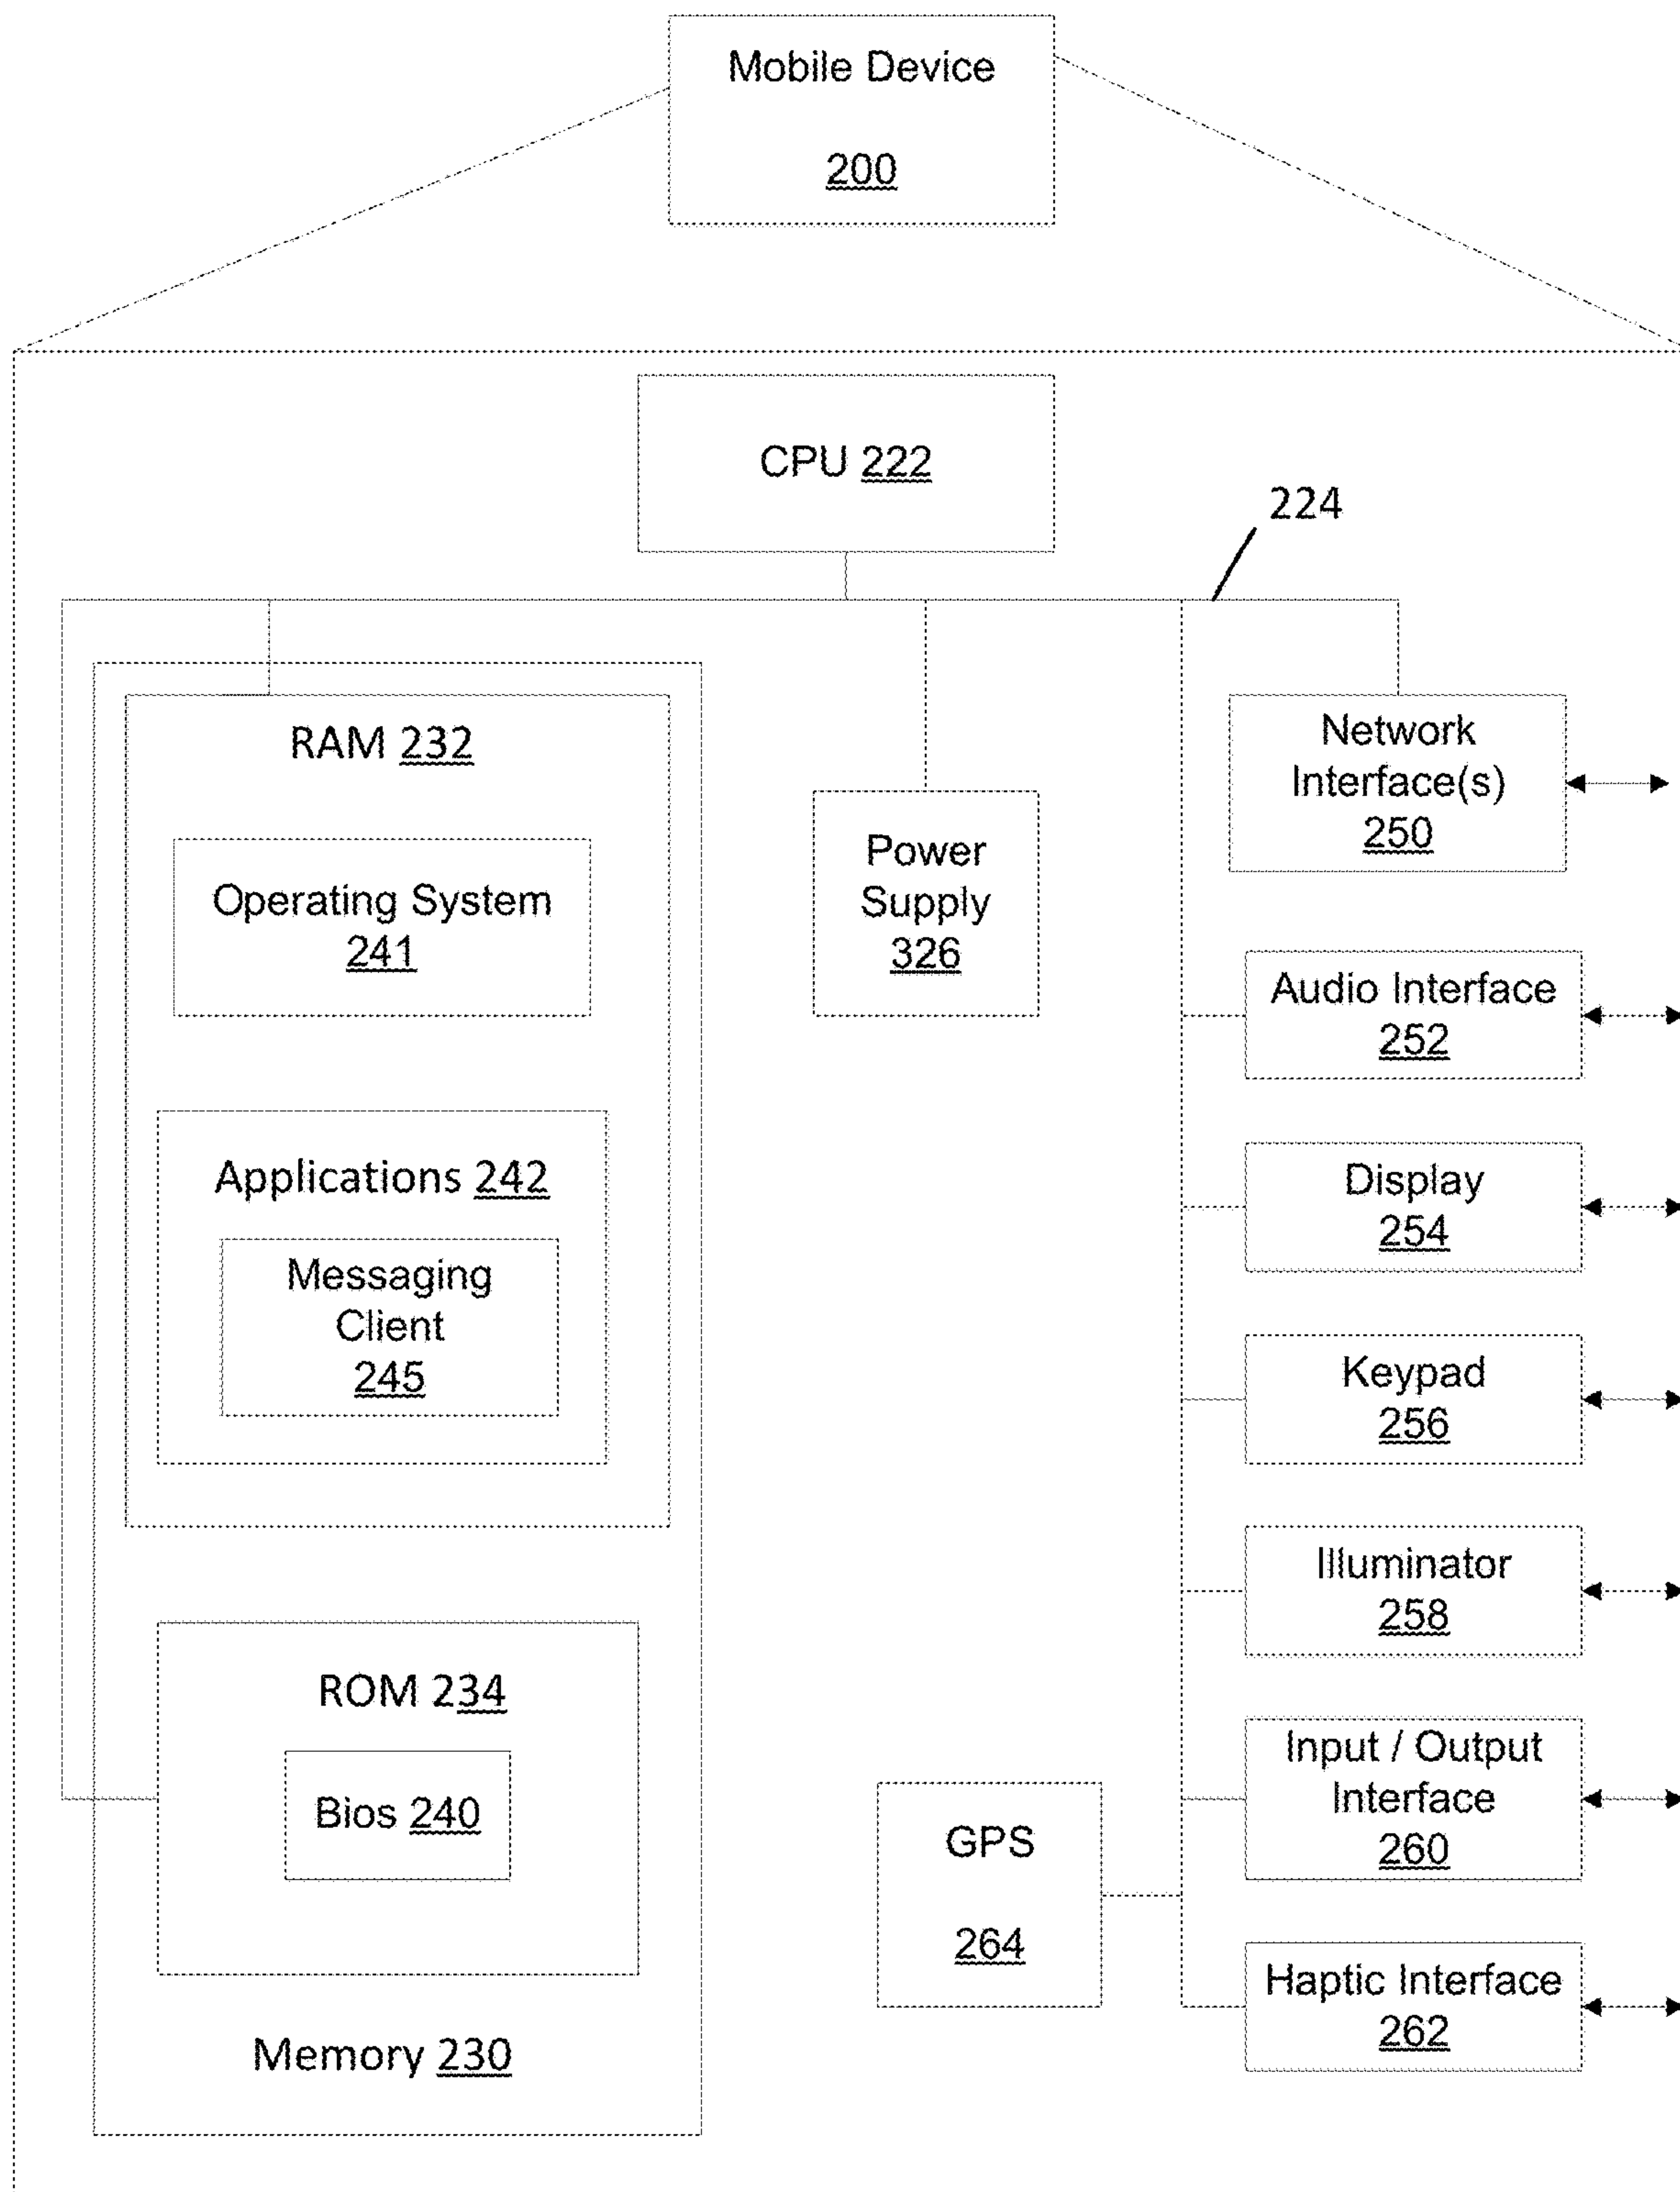 Mobile Device
200
CPU 222
224
RAM 232
Operating System
241
Applications 242
Messaging
Client
245
ROM 234
Bios 240
Memory 230
Power
Supply
326
GPS
264
Network
Interface(s)
250
Audio Interface
252
Display
254
Keypad
256
Illuminator
258
Input / Output
Interface
260
Haptic Interface
262